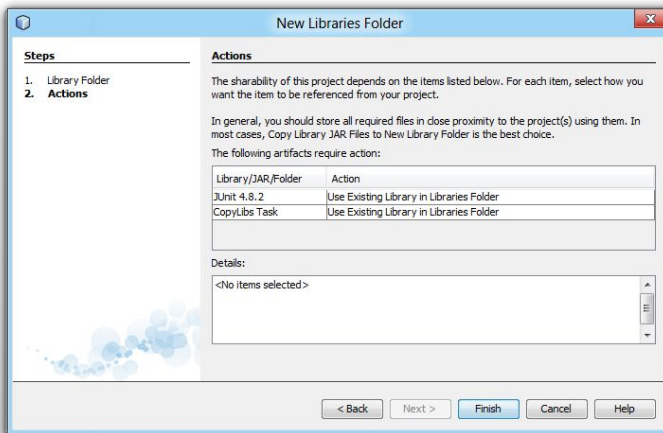 New Libraries Folder
Steps
1. Library Folder
2. Actions
Actions
The sharability of this project depends on the items listed below. For each item, select how you
want the item to be referenced from your project.
In general, you should store all required files in close proximity to the project(s) using them. In
most cases, Copy Library JAR Files to New Library Folder is the best choice.
The following artifacts require action:
Library/JAR/Folder Action
JUnit 4.8.2 Use Existing Library in Libraries Folder
CopyLibs Task Use Existing Library in Libraries Folder
Details:
<No items selected>
< Back Next > Finish Cancel Help